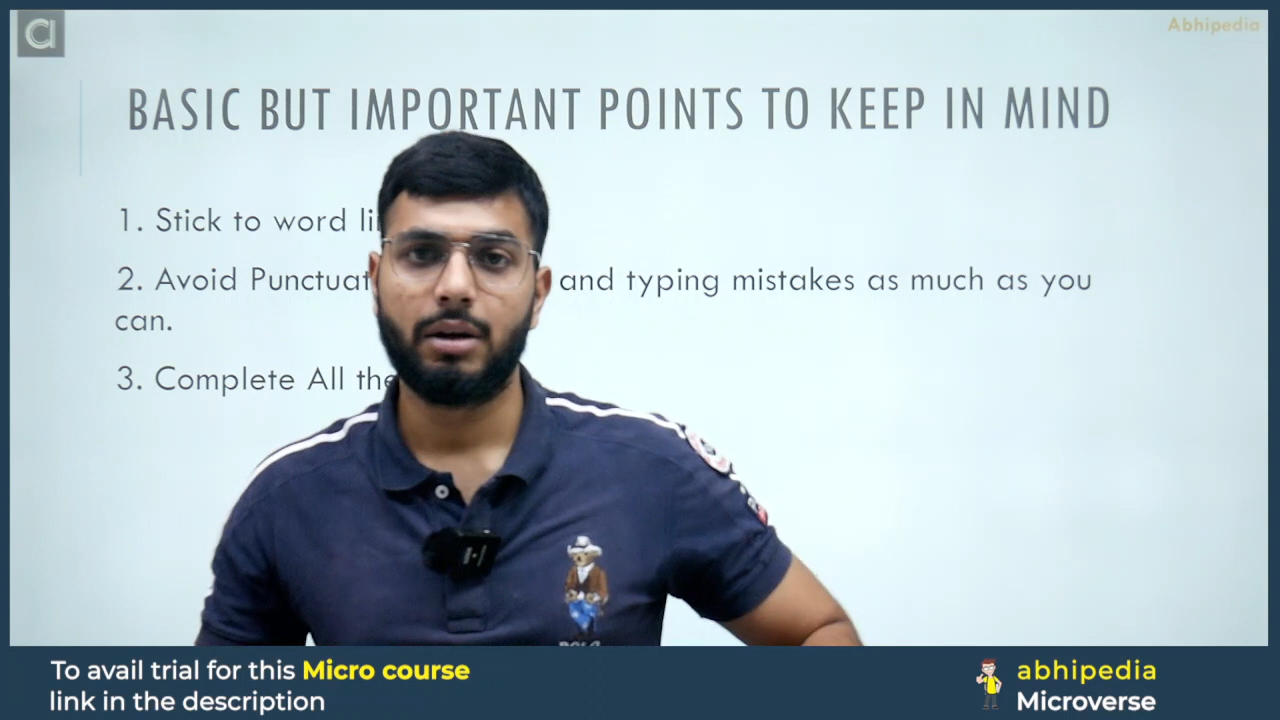 Abhipedia
BASIC BUT IMPORTANT POINTS TO KEEP IN MIND
1. Stick to word
2. Avoid and typing mistakes as much as you
can.
3. Complete All the
To avail trial for this Micro course
link in the description
abhipedia
Microverse